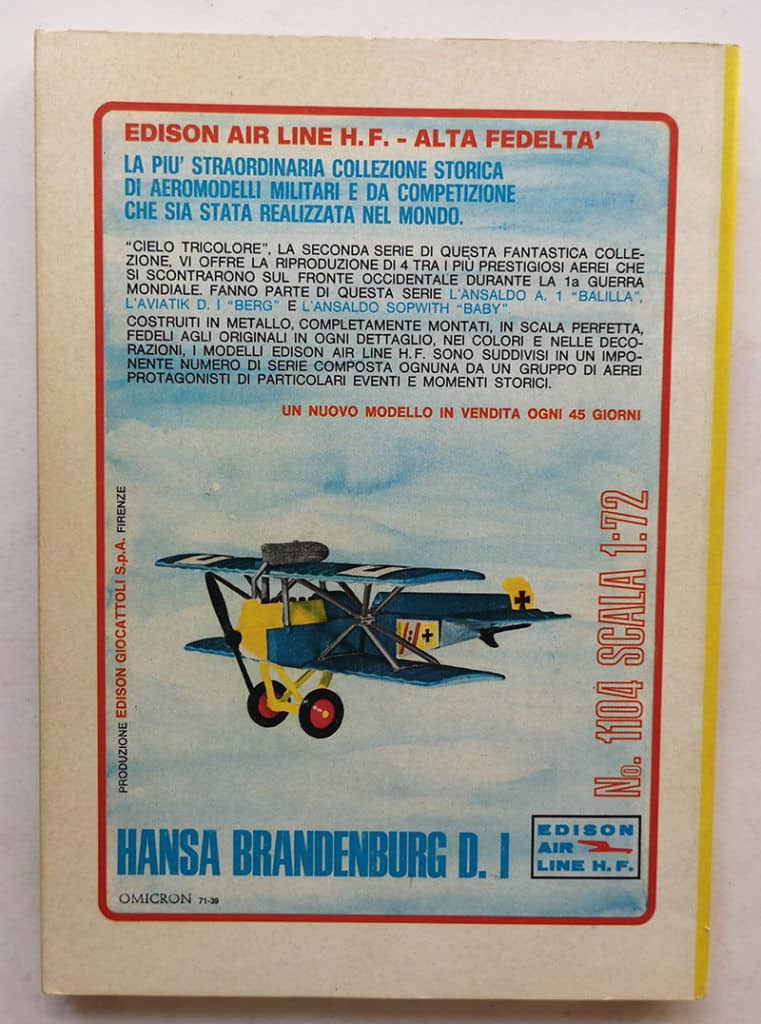 EDISON AIR LINE H.F. - ALTA FEDELTA'
LA PIU' STRAORDINARIA COLLEZIONE STORICA
DI AEROMODELLI MILITARI E DA COMPETIZIONE
CHE SIA STATA REALIZZATA NEL MONDO.
"CIELO TRICOLORE", LA SECONDA SERIE DI QUESTA FANTASTICA COLLE-
ZIONE, VI OFFRE LA RIPRODUZIONE DI 4 TRA I PIÙ PRESTIGIOSI AEREI CHE
SI SCONTRARONO SUL FRONTE OCCIDENTALE DURANTE LA 1a GUERRA
MONDIALE. FANNO PARTE DI QUESTA SERIE L'ANSALDO A. 1 "BALILLA",
L'AVIATIK D. I "BERG" E L'ANSALDO SOPWITH "BABY"
COSTRUITI IN METALLO, COMPLETAMENTE MONTATI, IN SCALA PERFETTA,
FEDELI AGLI ORIGINALI IN OGNI DETTAGLIO, NEI COLORI E NELLE DECO-
RAZIONI, I MODELLI EDISON AIR LINE H.F. SONO SUDDIVISI IN UN IMPO-
NENTE NUMERO DI SERIE COMPOSTA OGNUNA DA UN GRUPPO DI AEREI
PROTAGONISTI DI PARTICOLARI EVENTI E MOMENTI STORICI.
UN NUOVO MODELLO IN VENDITA OGNI 45 GIORNI
PRODUZIONE EDISON GIOCATTOLI S.p.A. FIRENZE
No. 1104 SCALA 1:72
HANSA BRANDENBURG D. I
EDISON
AIR
LINE H.F.
OMICRON 71-39